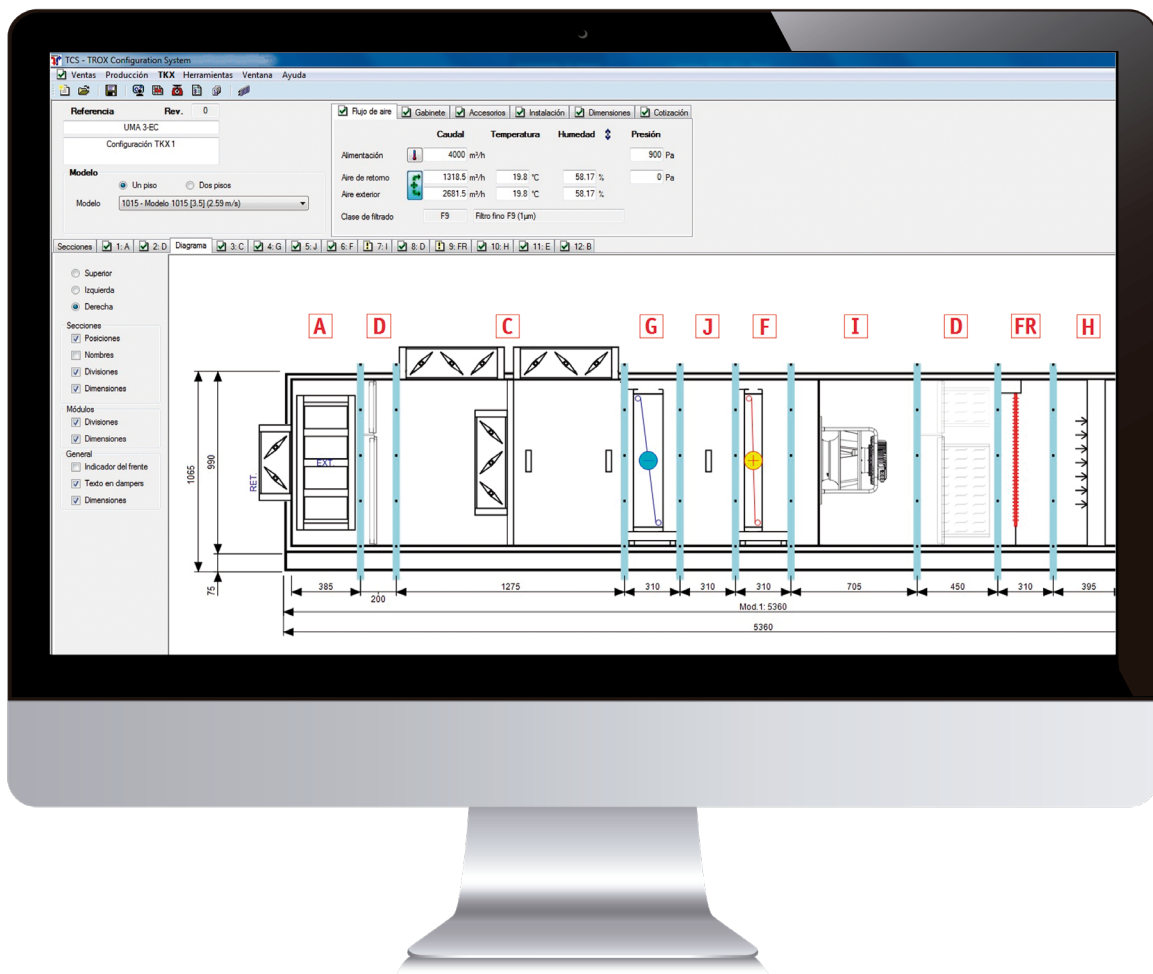 TCS - TROX Configuration System
Ventas Producción TKX Herramientas Ventana Ayuda
Referencia Rev. 0
UMA 3-EC
Configuración TKX 1
Modelo
Un piso Dos pisos
Modelo 1015 - Modelo 1015 [3.5] (2.59 m/s)
Flujo de aire Gabinete Accesorios Instalación Dimensiones Cotización
Caudal Temperatura Humedad Presión
Alimentación 4000 m³/h 900 Pa
Aire de retorno 1318.5 m³/h 19.8 °C 58.17 % 0 Pa
Aire exterior 2681.5 m³/h 19.8 °C 58.17 %
Clase de filtrado F9 Filtro fino F9 (1µm)
Secciones 1: A 2: D Diagrama 3: C 4: G 5: J 6: F 7: I 8: D 9: FR 10: H 11: E 12: B
Superior
Izquierda
Derecha
Secciones
Posiciones
Nombres
Divisiones
Dimensiones
Módulos
Divisiones
Dimensiones
General
Indicador del frente
Texto en dampers
Dimensiones
A D C G J F I D FR H
1065
990
75
RET.
EXT.
385 200 1275 310 310 310 705 450 310 395
Mod.1: 5360
5360